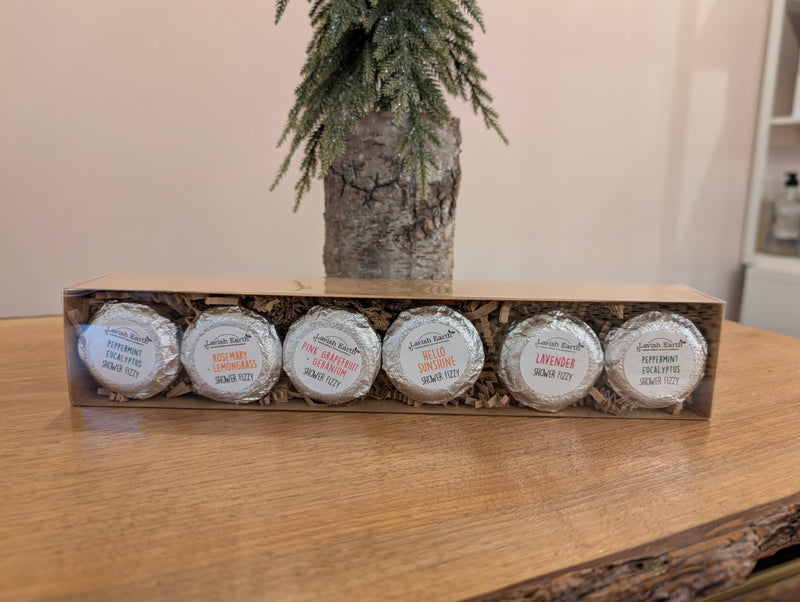 Lavish Earth
PEPPERMINT
EUCALYPTUS
SHOWER FIZZY
Lavish Earth
ROSEMARY
+ LEMONGRASS
SHOWER FIZZY
Lavish Earth
PINK GRAPEFRUIT
+ GERANIUM
SHOWER FIZZY
Lavish Earth
HELLO
SUNSHINE
SHOWER FIZZY
Lavish Earth
LAVENDER
SHOWER FIZZY
Lavish Earth
PEPPERMINT
EUCALYPTUS
SHOWER FIZZY